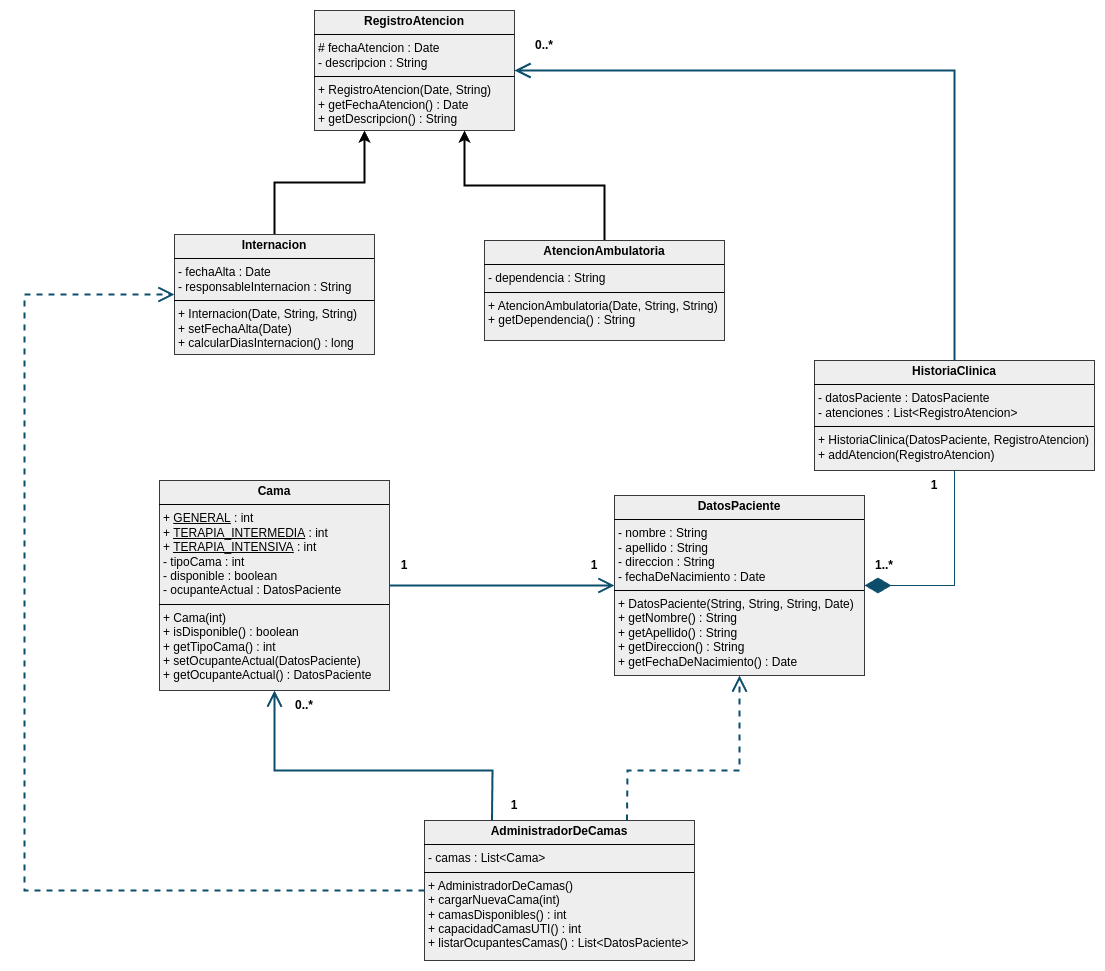 RegistroAtencion
# fechaAtencion : Date
- descripcion : String
+ RegistroAtencion(Date, String)
+ getFechaAtencion() : Date
+ getDescripcion() : String
0..*
Internacion
- fechaAlta : Date
- responsableInternacion : String
+ Internacion(Date, String, String)
+ setFechaAlta(Date)
+ calcularDiasInternacion() : long
AtencionAmbulatoria
- dependencia : String
+ AtencionAmbulatoria(Date, String, String)
+ getDependencia() : String
HistoriaClinica
- datosPaciente : DatosPaciente
- atenciones : List<RegistroAtencion>
+ HistoriaClinica(DatosPaciente, RegistroAtencion)
+ addAtencion(RegistroAtencion)
1
Cama
+ GENERAL : int
+ TERAPIA_INTERMEDIA : int
+ TERAPIA_INTENSIVA : int
- tipoCama : int
- disponible : boolean
- ocupanteActual : DatosPaciente
+ Cama(int)
+ isDisponible() : boolean
+ getTipoCama() : int
+ setOcupanteActual(DatosPaciente)
+ getOcupanteActual() : DatosPaciente
1
1
DatosPaciente
- nombre : String
- apellido : String
- direccion : String
- fechaDeNacimiento : Date
+ DatosPaciente(String, String, String, Date)
+ getNombre() : String
+ getApellido() : String
+ getDireccion() : String
+ getFechaDeNacimiento() : Date
1..*
0..*
1
AdministradorDeCamas
- camas : List<Cama>
+ AdministradorDeCamas()
+ cargarNuevaCama(int)
+ camasDisponibles() : int
+ capacidadCamasUTI() : int
+ listarOcupantesCamas() : List<DatosPaciente>